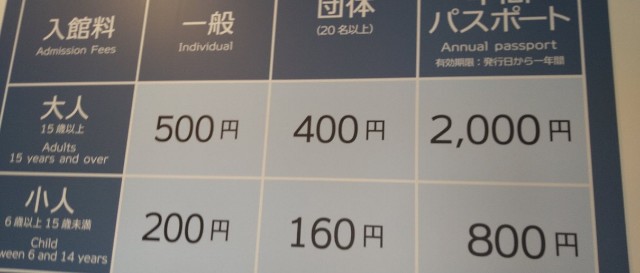 入館料
Admission Fees
一般
Individual
団体
(20名以上)
パスポート
Annual passport
有効期限：発行日から一年間
大人
15歳以上
Adults
15 years and over
500円
400円
2,000円
小人
6歳以上15歳未満
Child
6 and 14 years
200円
160円
800円